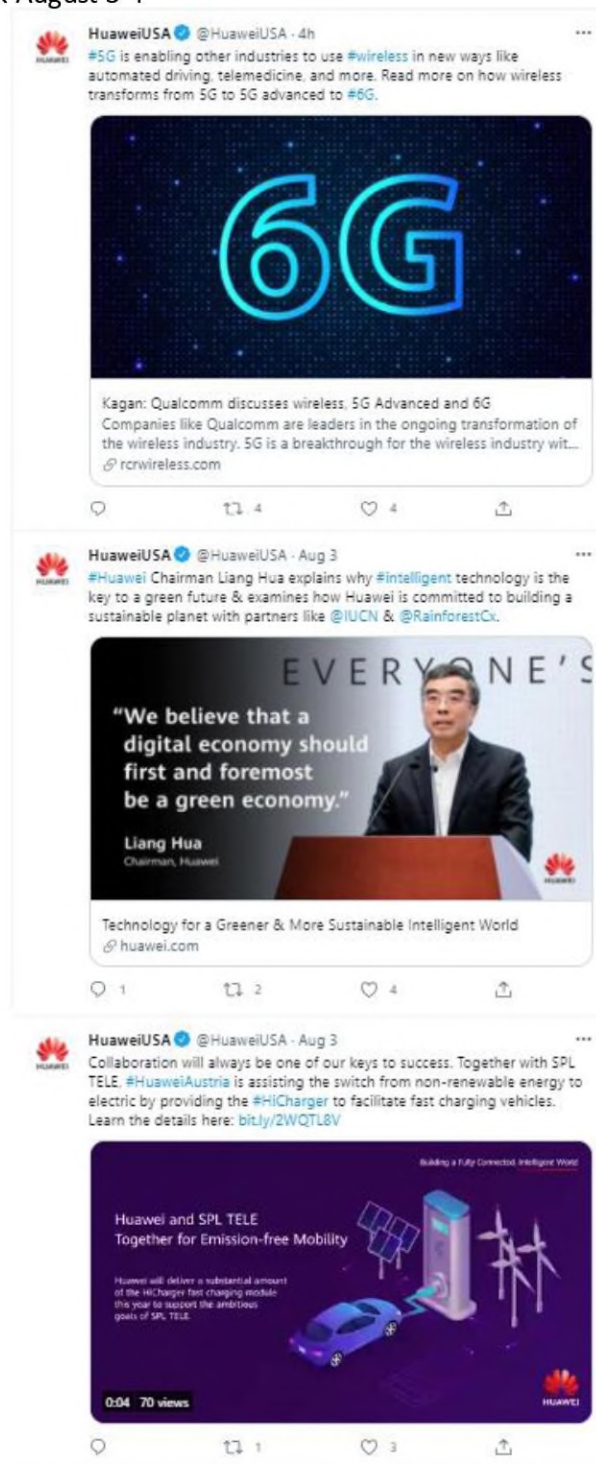 HuaweiUSA @HuaweiUSA · 4h
#5G is enabling other industries to use #wireless in new ways like
automated driving, telemedicine, and more. Read more on how wireless
transforms from 5G to 5G advanced to #6G.
6G
Kagan: Qualcomm discusses wireless, 5G Advanced and 6G
Companies like Qualcomm are leaders in the ongoing transformation of
the wireless industry. 5G is a breakthrough for the wireless industry wit...
rcrwireless.com
4 4
HuaweiUSA @HuaweiUSA · Aug 3
#Huawei Chairman Liang Hua explains why #intelligent technology is the
key to a green future & examines how Huawei is committed to building a
sustainable planet with partners like @IUCN & @RainforestCx.
EVERYONE'S
“We believe that a
digital economy should
first and foremost
be a green economy.”
Liang Hua
Chairman, Huawei
HUAWEI
Technology for a Greener & More Sustainable Intelligent World
huawei.com
1 2 4
HuaweiUSA @HuaweiUSA · Aug 3
Collaboration will always be one of our keys to success. Together with SPL
TELE, #HuaweiAustria is assisting the switch from non-renewable energy to
electric by providing the #HiCharger to facilitate fast charging vehicles.
Learn the details here: bit.ly/2WQTL8V
Building a Fully Connected, Intelligent World
Huawei and SPL TELE
Together for Emission-free Mobility
Huawei will deliver a substantial amount
of the HiCharger fast charging module
this year to support the ambitious
goals of SPL TELE.
HUAWEI
0:04 70 views
1 3